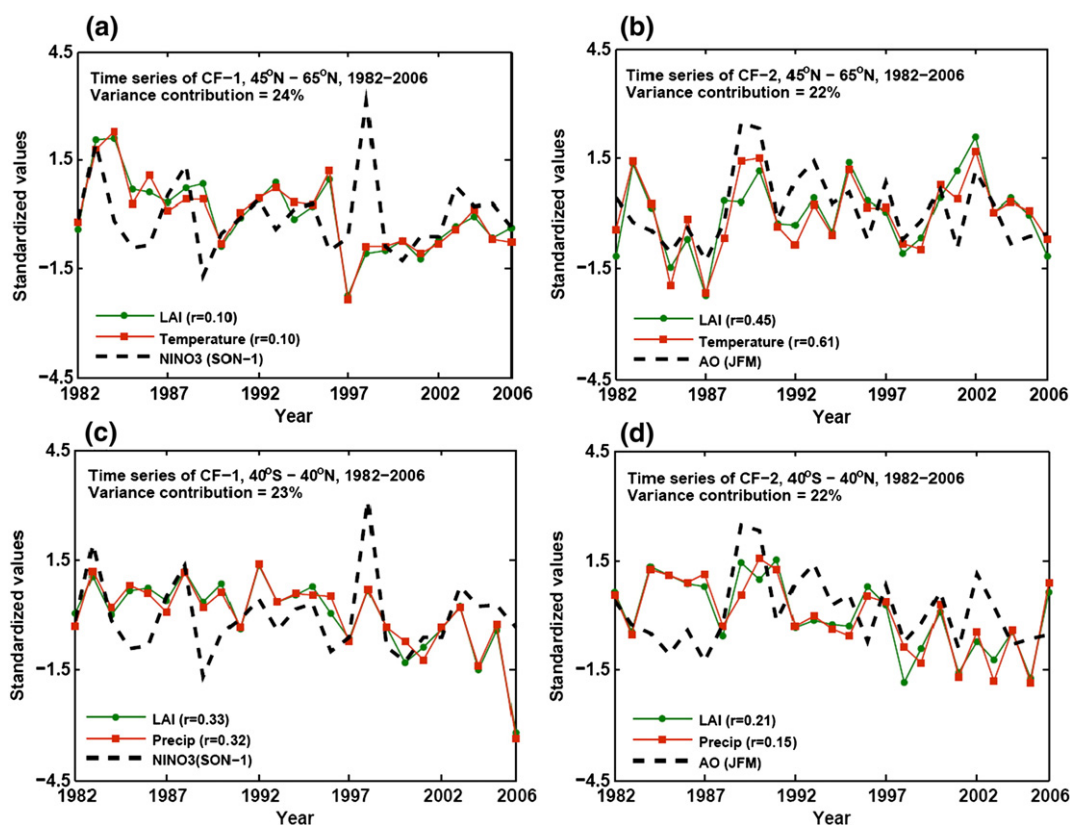 (a)
4.5
Time series of CF−1, 45°N − 65°N, 1982−2006
Variance contribution = 24%
1.5
−1.5
−4.5
Standardized values
LAI (r=0.10)
Temperature (r=0.10)
NINO3 (SON−1)
1982 1987 1992 1997 2002 2006
Year
(b)
4.5
Time series of CF−2, 45°N − 65°N, 1982−2006
Variance contribution = 22%
1.5
−1.5
−4.5
Standardized values
LAI (r=0.45)
Temperature (r=0.61)
AO (JFM)
1982 1987 1992 1997 2002 2006
Year
(c)
4.5
Time series of CF−1, 40°S − 40°N, 1982−2006
Variance contribution = 23%
1.5
−1.5
−4.5
Standardized values
LAI (r=0.33)
Precip (r=0.32)
NINO3(SON−1)
1982 1987 1992 1997 2002 2006
Year
(d)
4.5
Time series of CF−2, 40°S − 40°N, 1982−2006
Variance contribution = 22%
1.5
−1.5
−4.5
Standardized values
LAI (r=0.21)
Precip (r=0.15)
AO (JFM)
1982 1987 1992 1997 2002 2006
Year